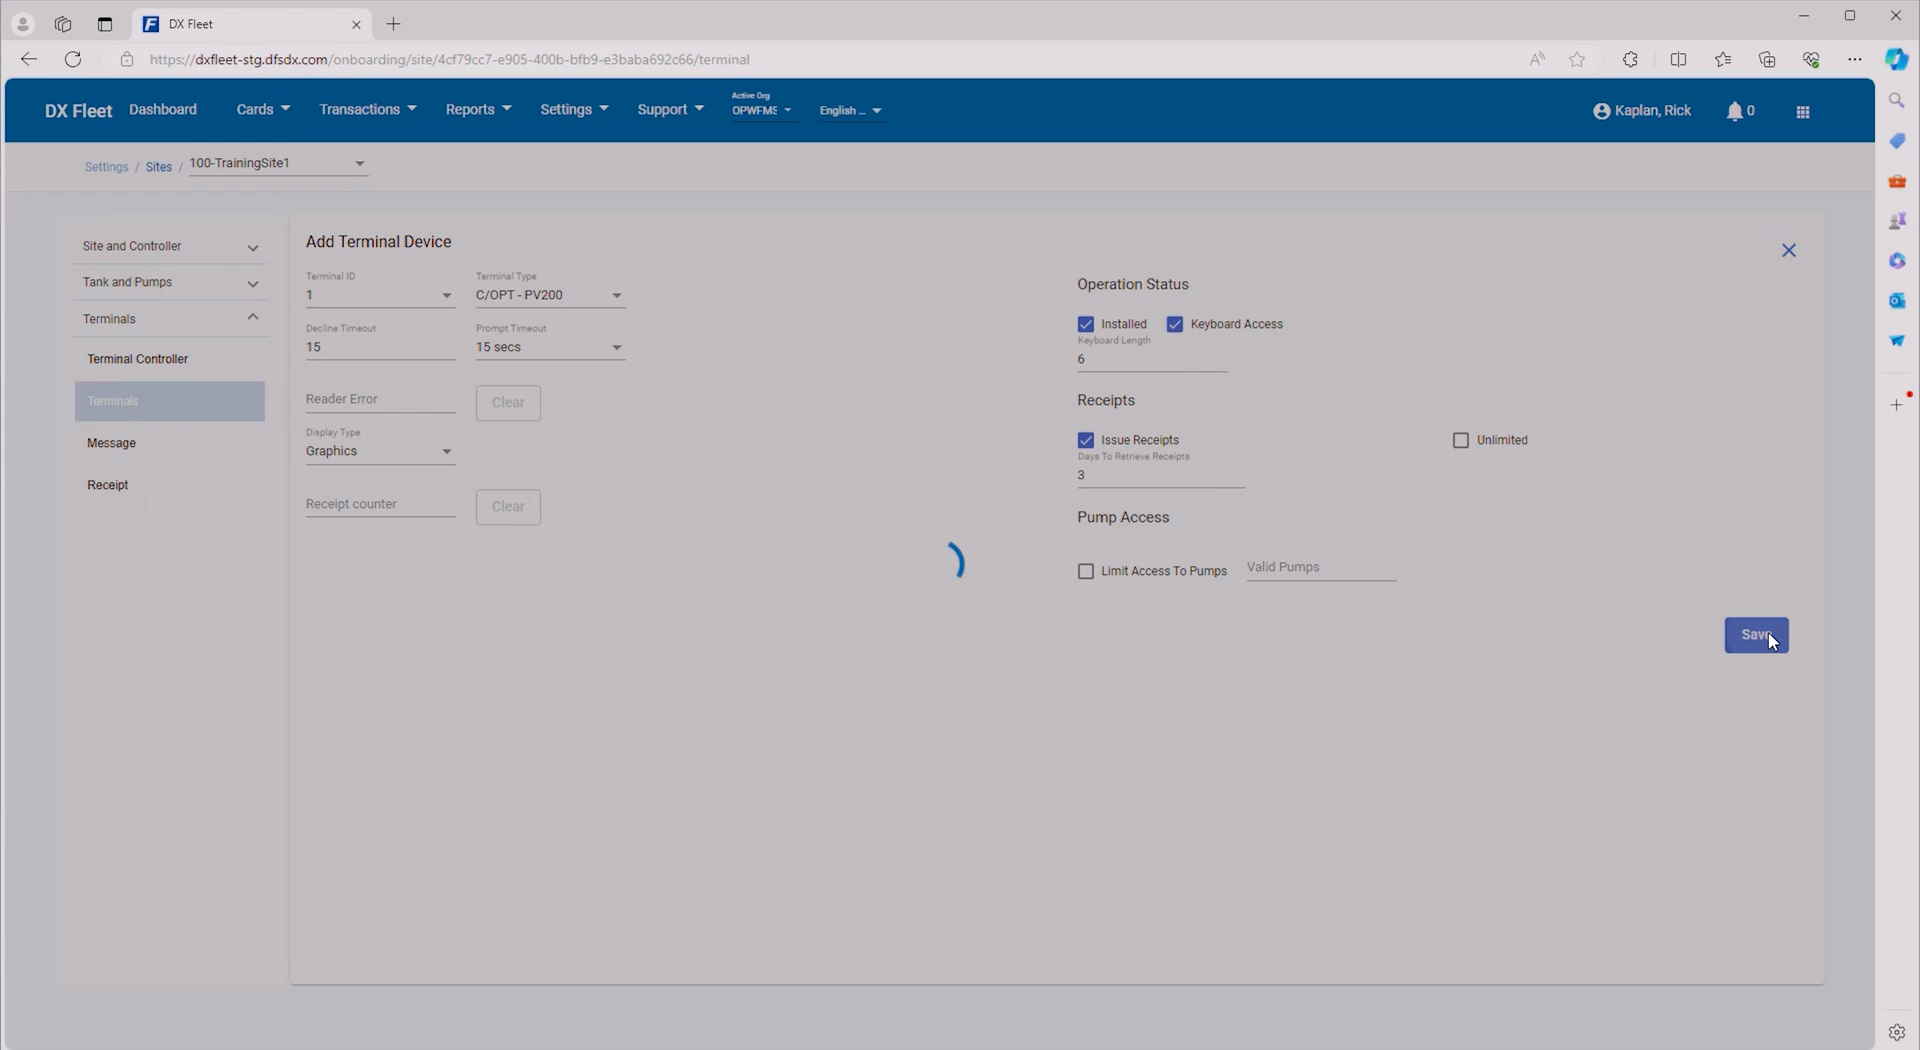 DX Fleet
https://dxfleet-stg.dfsdx.com/onboarding/site/4cf79cc7-e905-400b-bfb9-e3baba692c66/terminal
DX Fleet Dashboard Cards Transactions Reports Settings Support Active Org OPWFMS English ... Kaplan, Rick 0
Settings / Sites / 100-TrainingSite1
Site and Controller
Tank and Pumps
Terminals
Terminal Controller
Terminals
Message
Receipt
Add Terminal Device
Terminal ID Terminal Type
1 C/OPT - PV200
Decline Timeout Prompt Timeout
15 15 secs
Reader Error Clear
Display Type
Graphics
Receipt counter Clear
Operation Status
Installed Keyboard Access
Keyboard Length
6
Receipts
Issue Receipts Unlimited
Days To Retrieve Receipts
3
Pump Access
Limit Access To Pumps Valid Pumps
Save